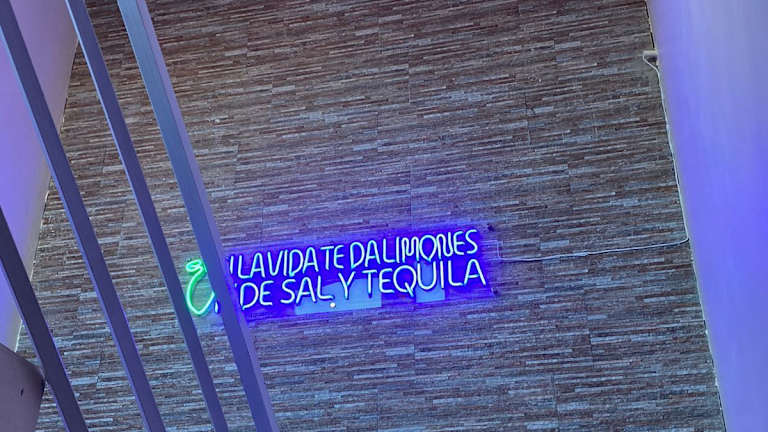 LA VIDA TE DA LIMONES
DE SAL Y TEQUILA